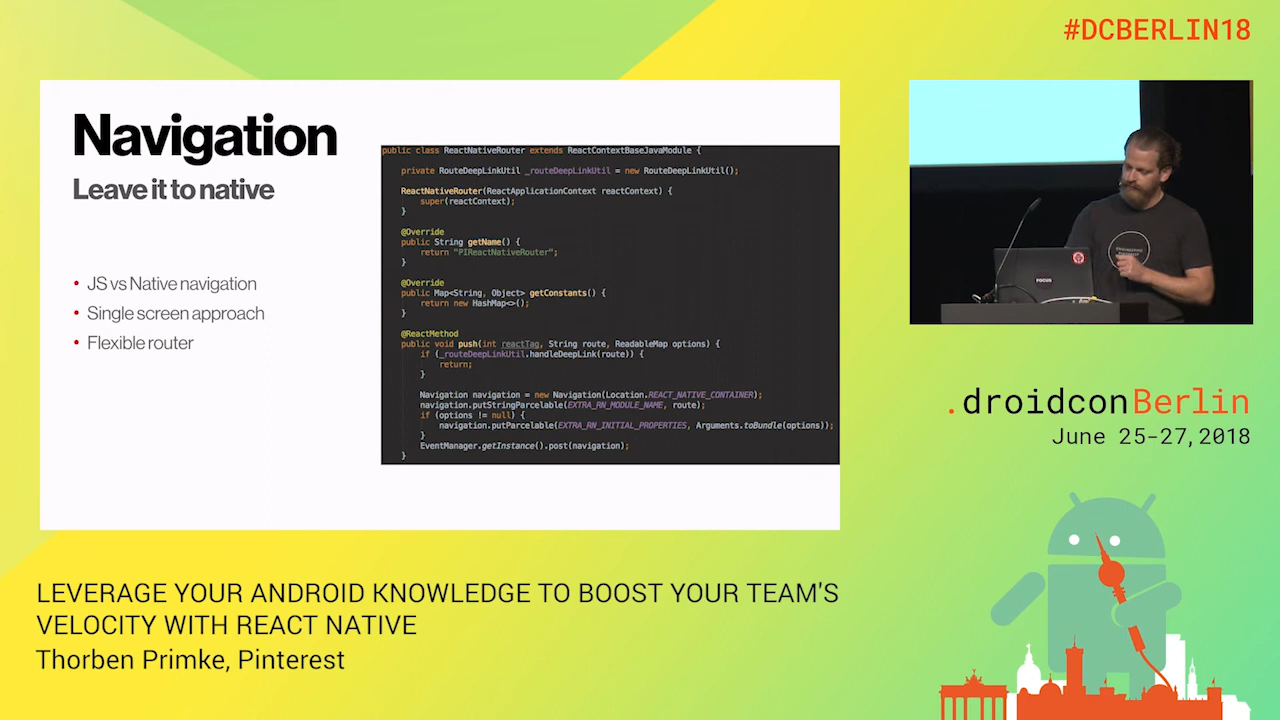 #DCBERLIN18
Navigation
Leave it to native
• JS vs Native navigation
• Single screen approach
• Flexible router
public class ReactNativeRouter extends ReactContextBaseJavaModule {
private RouteDeepLinkUtil _routeDeepLinkUtil = new RouteDeepLinkUtil();
ReactNativeRouter(ReactApplicationContext reactContext) {
super(reactContext);
}
@Override
public String getName() {
return "PIReactNativeRouter";
}
@Override
public Map<String, Object> getConstants() {
return new HashMap<>();
}
@ReactMethod
public void push(int reactTag, String route, ReadableMap options) {
if (_routeDeepLinkUtil.handleDeepLink(route)) {
return;
}
Navigation navigation = new Navigation(Location.REACT_NATIVE_CONTAINER);
navigation.putStringParcelable(EXTRA_RN_MODULE_NAME, route);
if (options != null) {
navigation.putParcelable(EXTRA_RN_INITIAL_PROPERTIES, Arguments.toBundle(options));
}
EventManager.getInstance().post(navigation);
}
FOCUS
.droidconBerlin
June 25-27, 2018
LEVERAGE YOUR ANDROID KNOWLEDGE TO BOOST YOUR TEAM'S
VELOCITY WITH REACT NATIVE
Thorben Primke, Pinterest